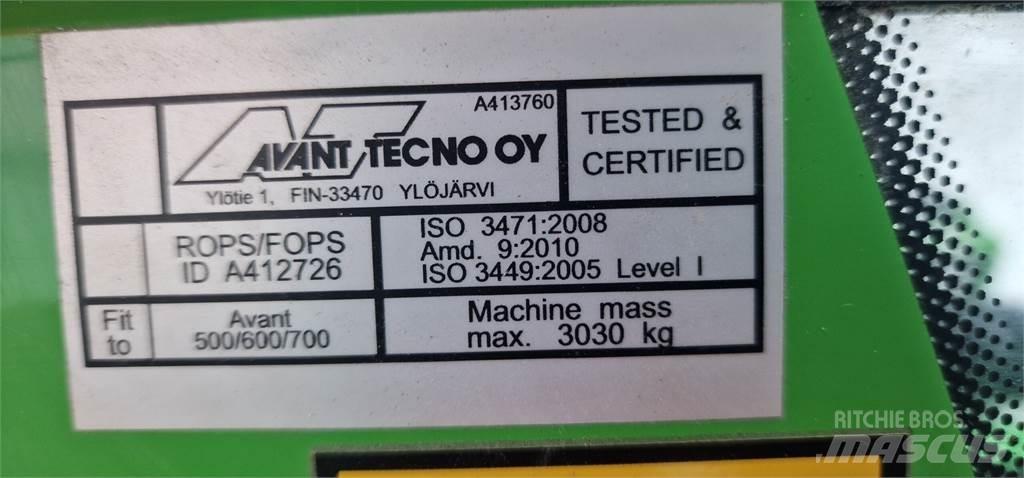 A413760
AVANT TECNO OY
Ylötie 1, FIN-33470 YLÖJÄRVI
TESTED &
CERTIFIED
ROPS/FOPS
ID A412726
ISO 3471:2008
Amd. 9:2010
ISO 3449:2005 Level I
Fit
to
Avant
500/600/700
Machine mass
max. 3030 kg
RITCHIE BROS.
MASCUS